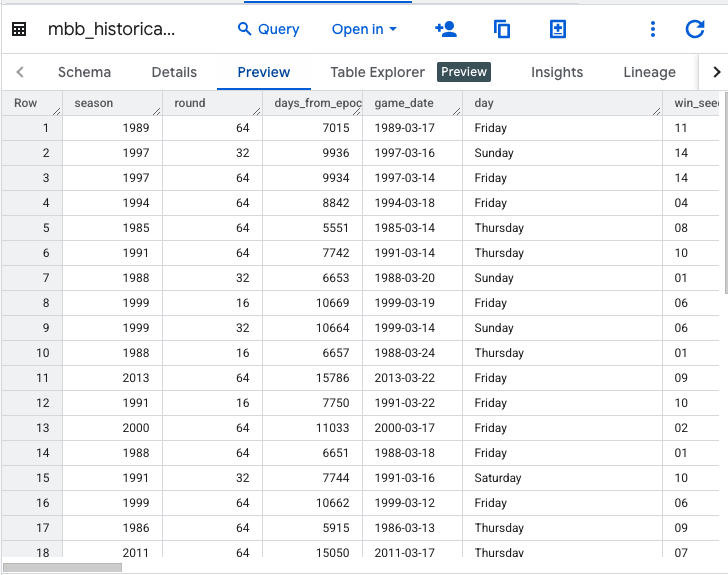 mbb_historica... Query Open in
Schema Details Preview Table Explorer Preview Insights Lineage
Row season round days_from_epoc game_date day win_see
1 1989 64 7015 1989-03-17 Friday 11
2 1997 32 9936 1997-03-16 Sunday 14
3 1997 64 9934 1997-03-14 Friday 14
4 1994 64 8842 1994-03-18 Friday 04
5 1985 64 5551 1985-03-14 Thursday 08
6 1991 64 7742 1991-03-14 Thursday 10
7 1988 32 6653 1988-03-20 Sunday 01
8 1999 16 10669 1999-03-19 Friday 06
9 1999 32 10664 1999-03-14 Sunday 06
10 1988 16 6657 1988-03-24 Thursday 01
11 2013 64 15786 2013-03-22 Friday 09
12 1991 16 7750 1991-03-22 Friday 10
13 2000 64 11033 2000-03-17 Friday 02
14 1988 64 6651 1988-03-18 Friday 01
15 1991 32 7744 1991-03-16 Saturday 10
16 1999 64 10662 1999-03-12 Friday 06
17 1986 64 5915 1986-03-13 Thursday 09
18 2011 64 15050 2011-03-17 Thursday 07